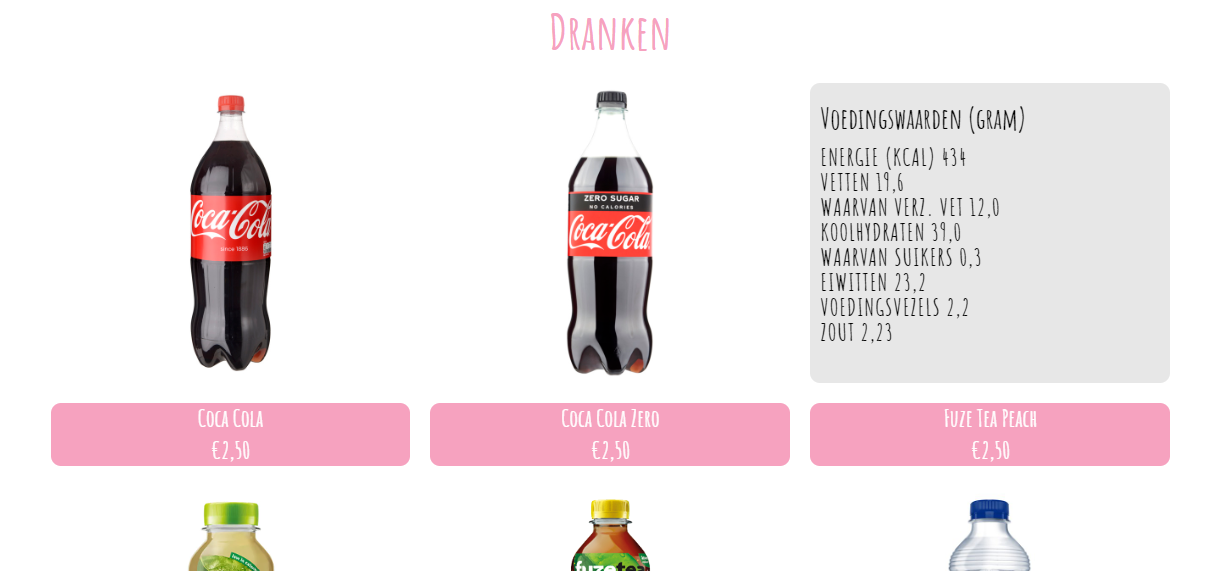 Dranken
Coca-Cola
since 1886
ZERO SUGAR
NO CALORIES
Coca-Cola
Voedingswaarden (gram)
ENERGIE (KCAL) 434
VETTEN 19,6
WAARVAN VERZ. VET 12,0
KOOLHYDRATEN 39,0
WAARVAN SUIKERS 0,3
EIWITTEN 23,2
VOEDINGSVEZELS 2,2
ZOUT 2,23
Coca Cola
€2,50
Coca Cola Zero
€2,50
Fuze Tea Peach
€2,50
fuzetea